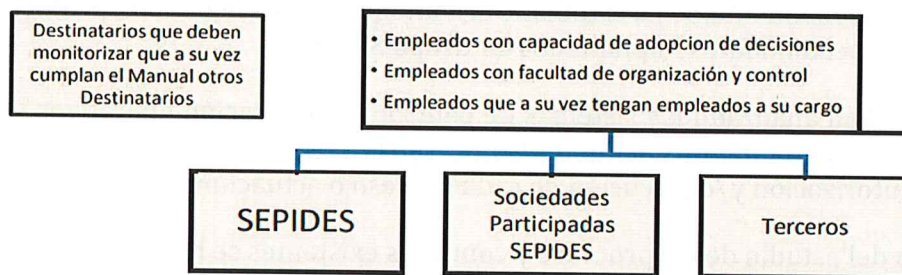 Destinatarios que deben
monitorizar que a su vez
cumplan el Manual otros
Destinatarios
• Empleados con capacidad de adopcion de decisiones
• Empleados con facultad de organización y control
• Empleados que a su vez tengan empleados a su cargo
SEPIDES
Sociedades
Participadas
SEPIDES
Terceros